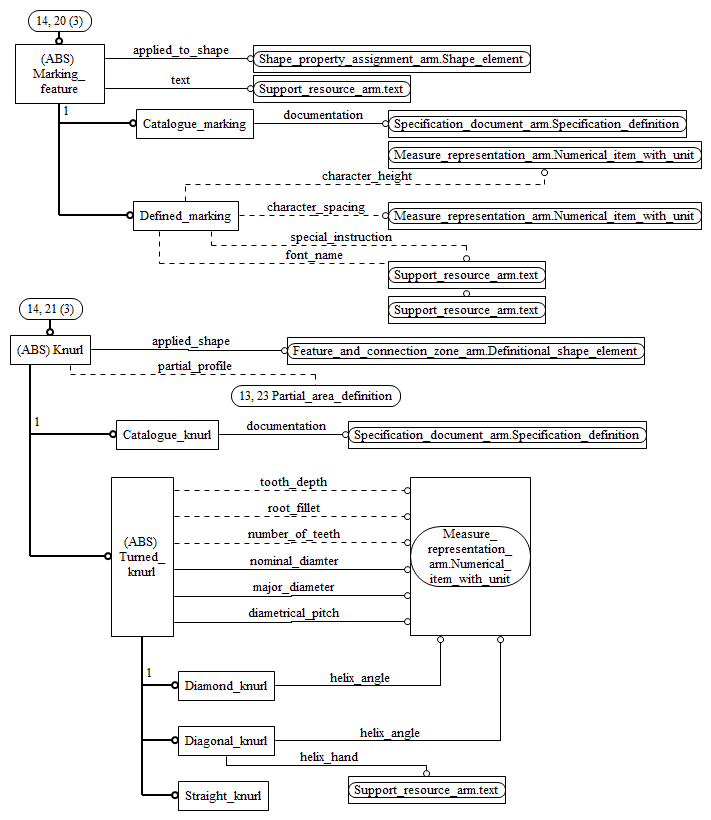 14, 20 (3)
(ABS)
Marking_
feature
applied_to_shape
Shape_property_assignment_arm.Shape_element
text
Support_resource_arm.text
1
Catalogue_marking
documentation
Specification_document_arm.Specification_definition
Measure_representation_arm.Numerical_item_with_unit
character_height
Defined_marking
character_spacing
Measure_representation_arm.Numerical_item_with_unit
special_instruction
font_name
Support_resource_arm.text
Support_resource_arm.text
14, 21 (3)
(ABS) Knurl
applied_shape
Feature_and_connection_zone_arm.Definitional_shape_element
partial_profile
13, 23 Partial_area_definition
1
Catalogue_knurl
documentation
Specification_document_arm.Specification_definition
(ABS)
Turned_
knurl
tooth_depth
root_fillet
number_of_teeth
nominal_diamter
major_diameter
diametrical_pitch
Measure_
representation_
arm.Numerical_
item_with_unit
1
Diamond_knurl
helix_angle
Diagonal_knurl
helix_angle
helix_hand
Support_resource_arm.text
Straight_knurl